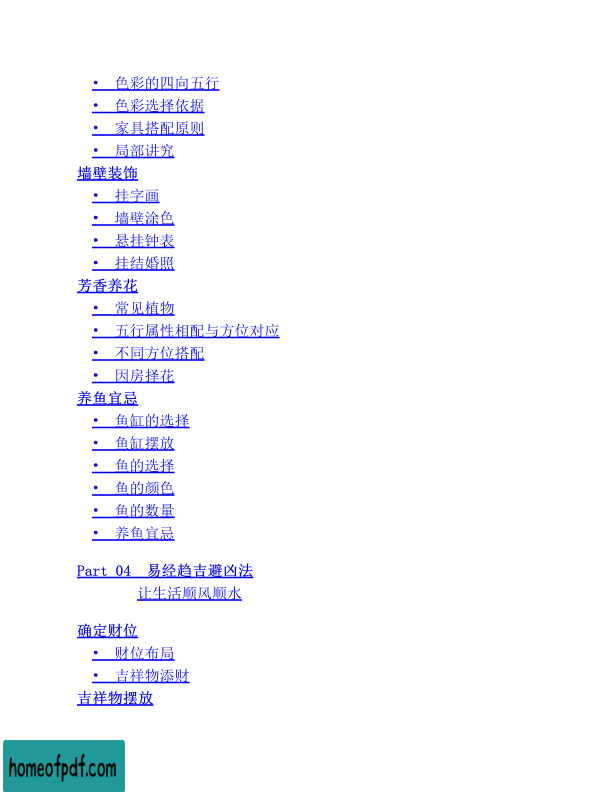 • 色彩的四向五行
• 色彩选择依据
• 家具搭配原则
• 局部讲究
墙壁装饰
• 挂字画
• 墙壁涂色
• 悬挂钟表
• 挂结婚照
芳香养花
• 常见植物
• 五行属性相配与方位对应
• 不同方位搭配
• 因房择花
养鱼宜忌
• 鱼缸的选择
• 鱼缸摆放
• 鱼的选择
• 鱼的颜色
• 鱼的数量
• 养鱼宜忌
Part 04 易经趋吉避凶法
让生活顺风顺水
确定财位
• 财位布局
• 吉祥物添财
吉祥物摆放
homeofpdf.com